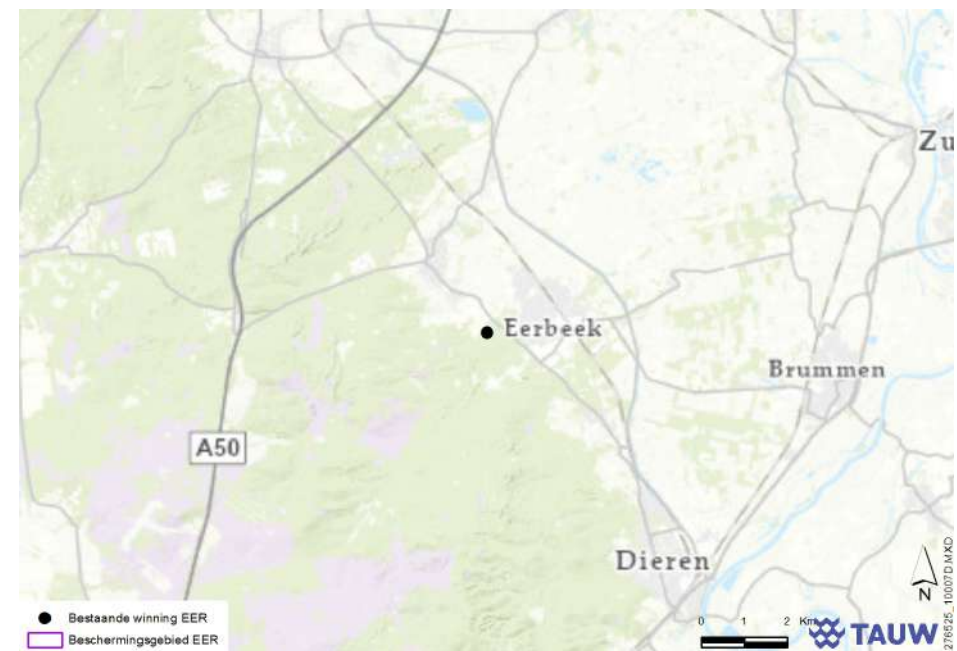 Zu
Eerbeek
Brummen
A50
Dieren
N
Bestaande winning EER
Beschermingsgebied EER
0 1 2 Km
TAUW
276525_10007D.MXD